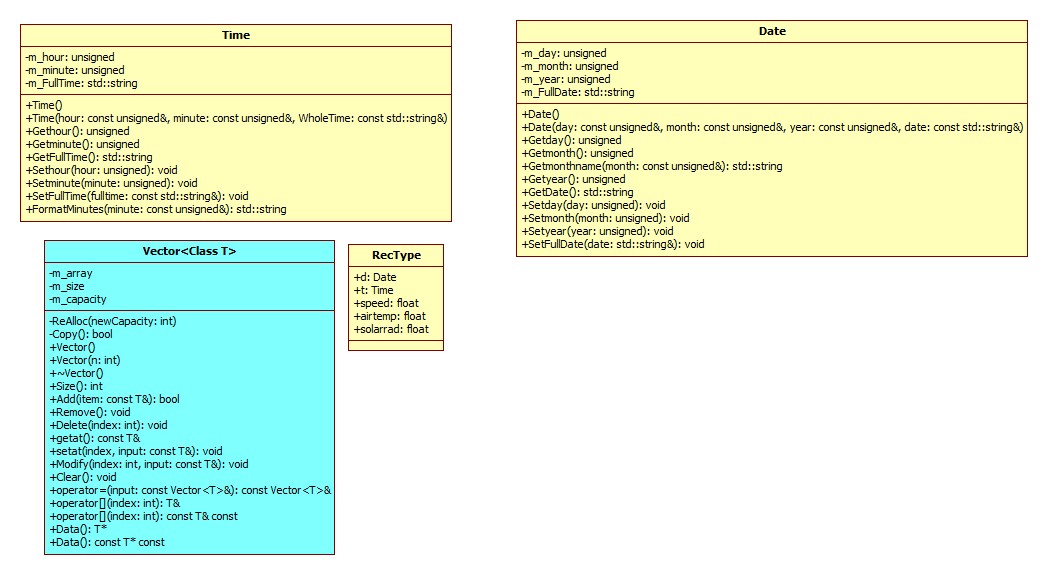 Time
-m_hour: unsigned
-m_minute: unsigned
-m_FullTime: std::string
+Time()
+Time(hour: const unsigned&, minute: const unsigned&, WholeTime: const std::string&)
+Gethour(): unsigned
+Getminute(): unsigned
+GetFullTime(): std::string
+Sethour(hour: unsigned): void
+Setminute(minute: unsigned): void
+SetFullTime(fulltime: const std::string&): void
+FormatMinutes(minute: const unsigned&): std::string
Date
-m_day: unsigned
-m_month: unsigned
-m_year: unsigned
-m_FullDate: std::string
+Date()
+Date(day: const unsigned&, month: const unsigned&, year: const unsigned&, date: const std::string&)
+Getday(): unsigned
+Getmonth(): unsigned
+Getmonthname(month: const unsigned&): std::string
+Getyear(): unsigned
+GetDate(): std::string
+Setday(day: unsigned): void
+Setmonth(month: unsigned): void
+Setyear(year: unsigned): void
+SetFullDate(date: std::string&): void
Vector<Class T>
-m_array
-m_size
-m_capacity
-ReAlloc(newCapacity: int)
-Copy(): bool
+Vector()
+Vector(n: int)
+~Vector()
+Size(): int
+Add(item: const T&): bool
+Remove(): void
+Delete(index: int): void
+getat(): const T&
+setat(index, input: const T&): void
+Modify(index: int, input: const T&): void
+Clear(): void
+operator=(input: const Vector<T>&): const Vector<T>&
+operator[](index: int): T&
+operator[](index: int): const T& const
+Data(): T*
+Data(): const T* const
RecType
+d: Date
+t: Time
+speed: float
+airtemp: float
+solarrad: float